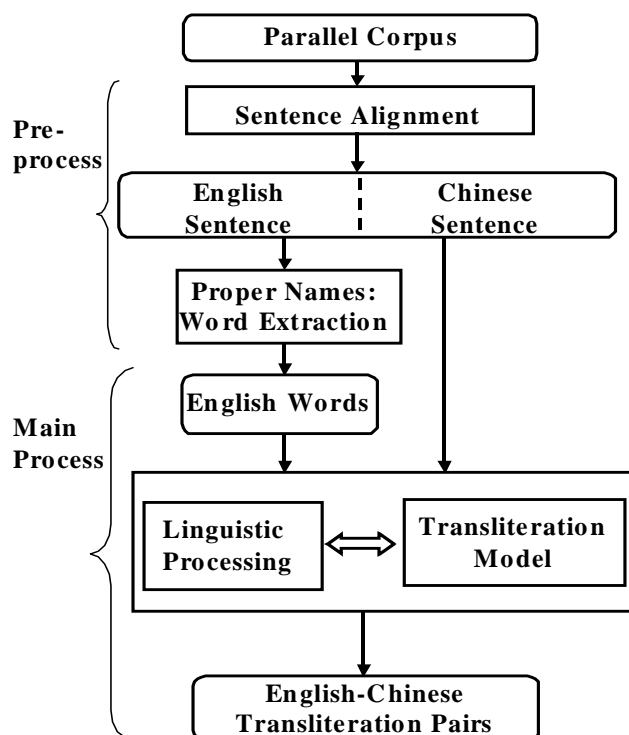 Parallel Corpus
Pre-
process
Sentence Alignment
English
Sentence
Chinese
Sentence
Proper Names:
Word Extraction
Main
Process
English Words
Linguistic
Processing
Transliteration
Model
English-Chinese
Transliteration Pairs